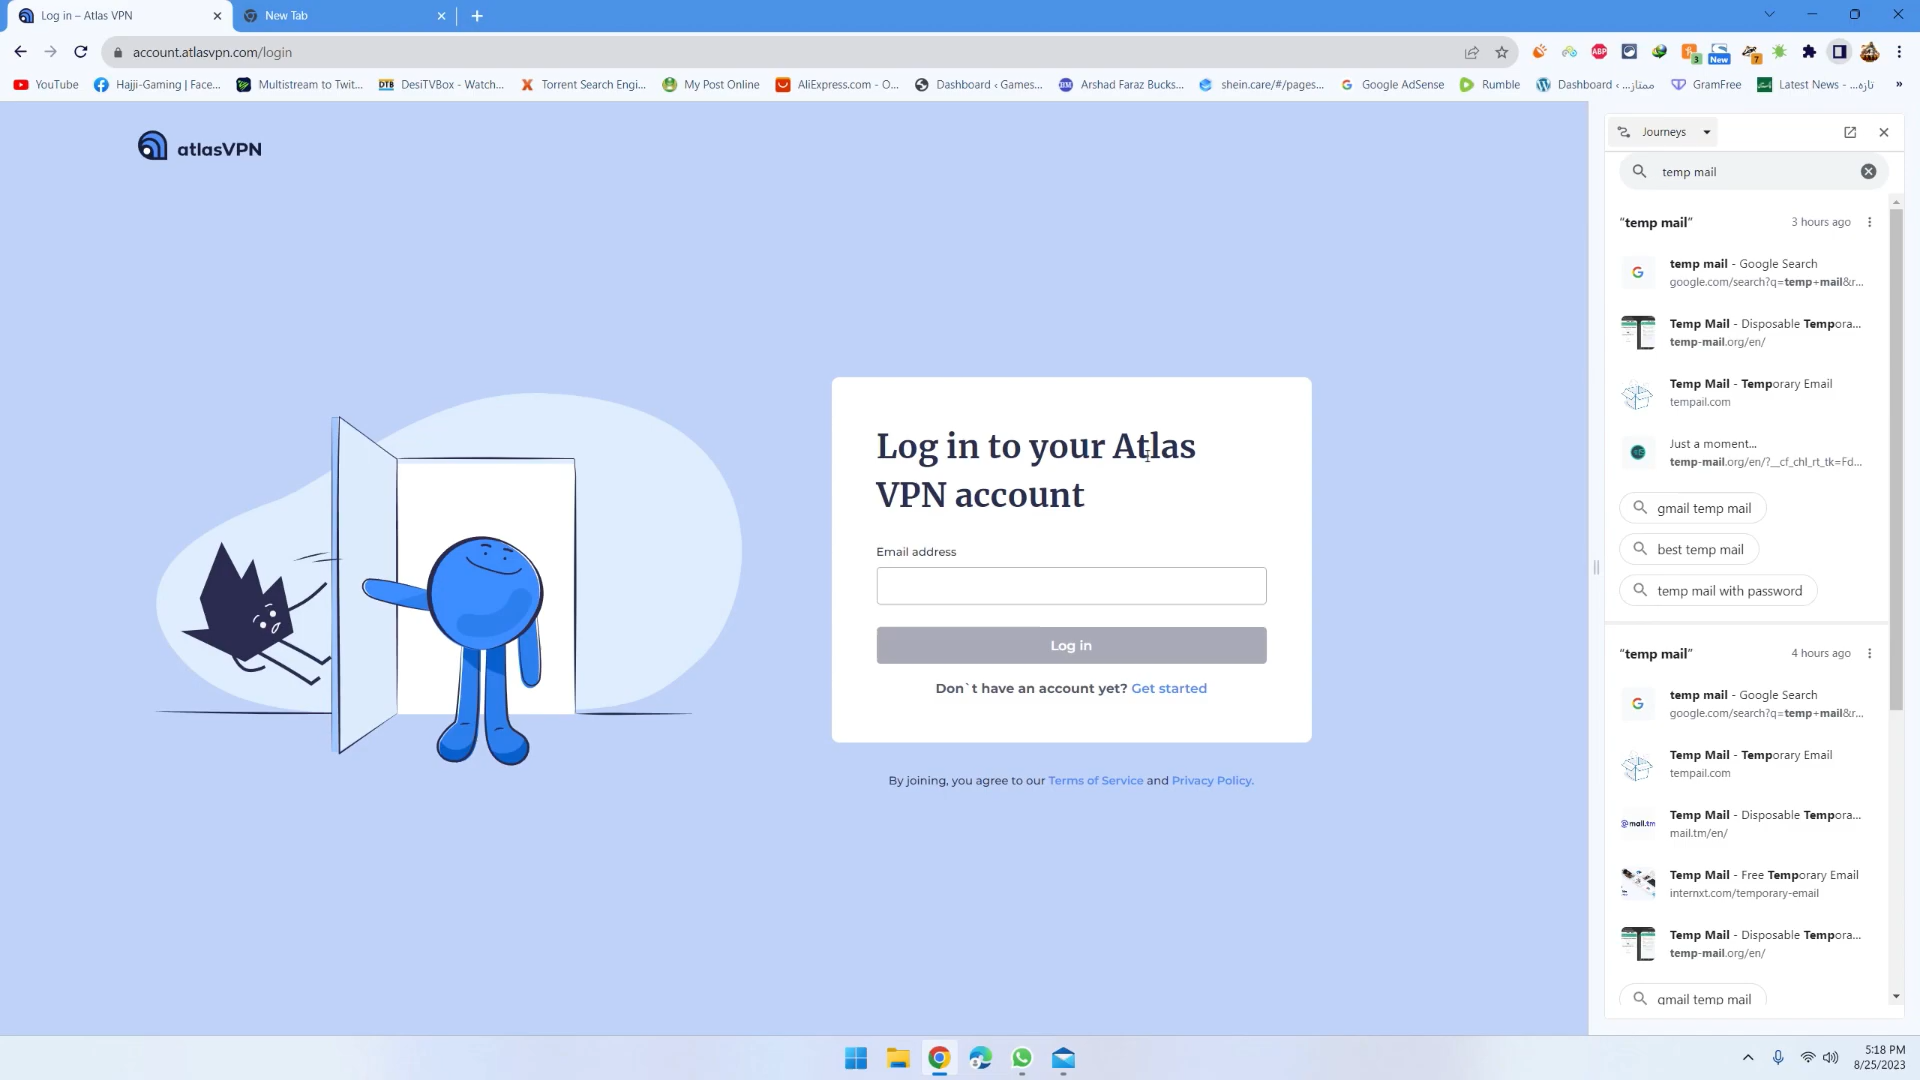 Log in – Atlas VPN
New Tab
account.atlasvpn.com/login
ABP
3
New
7
YouTube
Hajji-Gaming | Face...
Multistream to Twit...
DTB
DesiTVBox - Watch...
Torrent Search Engi...
My Post Online
AliExpress.com - O...
Dashboard ‹ Games...
Arshad Faraz Bucks...
shein.care/#/pages...
Google AdSense
Rumble
Dashboard ‹ ...ممتاز
GramFree
Latest News - ...تازہ
»
atlasVPN
Log in to your Atlas
VPN account
Email address
Log in
Don`t have an account yet? Get started
By joining, you agree to our Terms of Service and Privacy Policy.
Journeys
temp mail
“temp mail”
3 hours ago
temp mail - Google Search
google.com/search?q=temp+mail&r...
Temp Mail - Disposable Tempora...
temp-mail.org/en/
Temp Mail - Temporary Email
tempail.com
Just a moment...
temp-mail.org/en/?__cf_chl_rt_tk=Fd...
gmail temp mail
best temp mail
temp mail with password
“temp mail”
4 hours ago
temp mail - Google Search
google.com/search?q=temp+mail&r...
Temp Mail - Temporary Email
tempail.com
@mail.tm
Temp Mail - Disposable Tempora...
mail.tm/en/
Temp Mail - Free Temporary Email
internxt.com/temporary-email
Temp Mail - Disposable Tempora...
temp-mail.org/en/
gmail temp mail
5:18 PM
8/25/2023